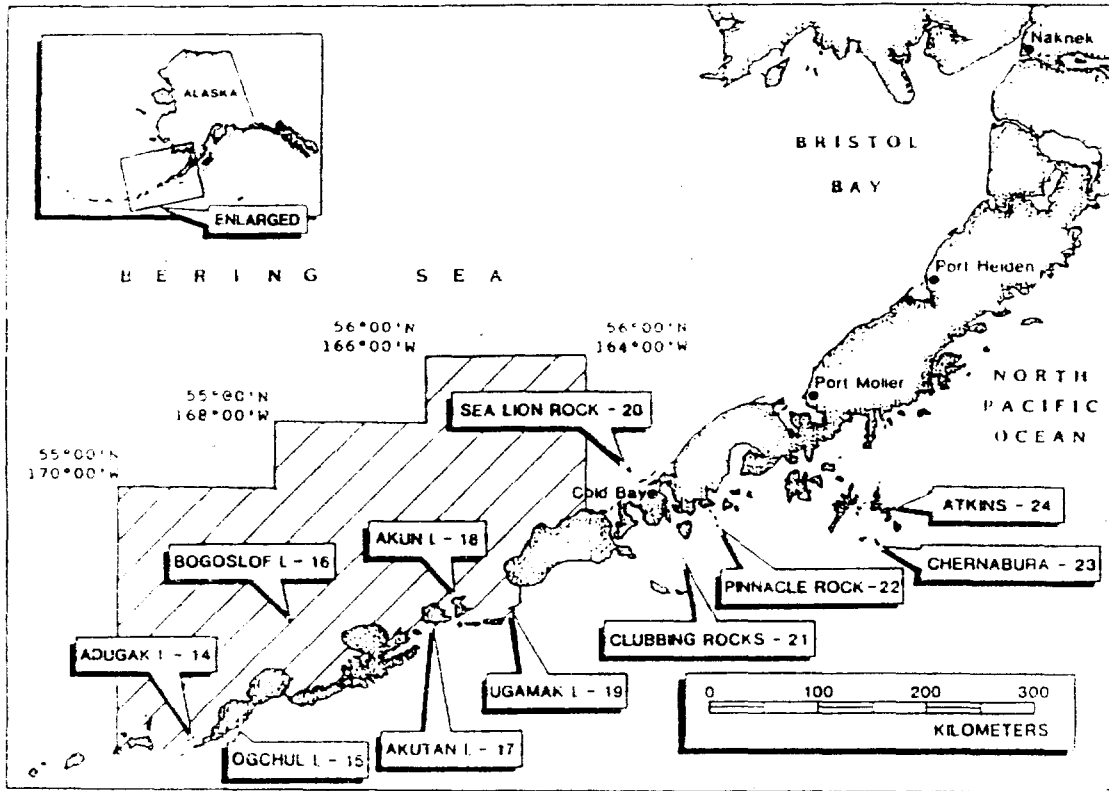 Naknek
ALASKA
BRISTOL
BAY
ENLARGED
BERING SEA
Port Heiden
56°00'N
166°00'W
56°00'N
164°00'W
55°00'N
168°00'W
Port Moller
NORTH
PACIFIC
OCEAN
SEA LION ROCK - 20
55°00'N
170°00'W
Cold Bay
ATKINS - 24
AKUN I. - 18
BOGOSLOF I. - 16
CHERNABURA - 23
PINNACLE ROCK - 22
CLUBBING ROCKS - 21
ADUGAK I. - 14
UGAMAK I. - 19
0 100 200 300
KILOMETERS
AKUTAN I. - 17
OGCHUL I. - 15